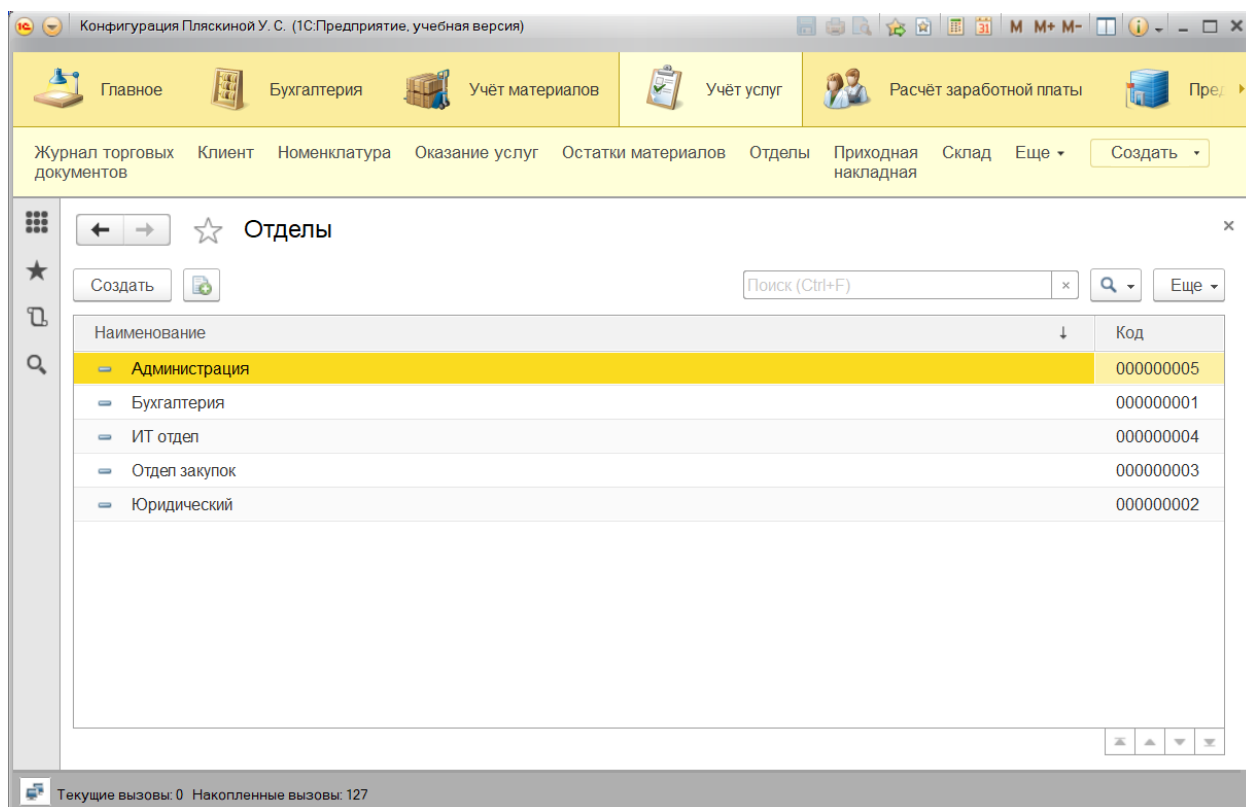 Конфигурация Пляскиной У. С. (1С:Предприятие, учебная версия)
M M+ M-
31
Главное Бухгалтерия Учёт материалов Учёт услуг Расчёт заработной платы Пред
Журнал торговых документов Клиент Номенклатура Оказание услуг Остатки материалов Отделы Приходная накладная Склад Еще Создать
Отделы
Создать Поиск (Ctrl+F) Еще
Наименование Код
Администрация 000000005
Бухгалтерия 000000001
ИТ отдел 000000004
Отдел закупок 000000003
Юридический 000000002
Текущие вызовы: 0 Накопленные вызовы: 127